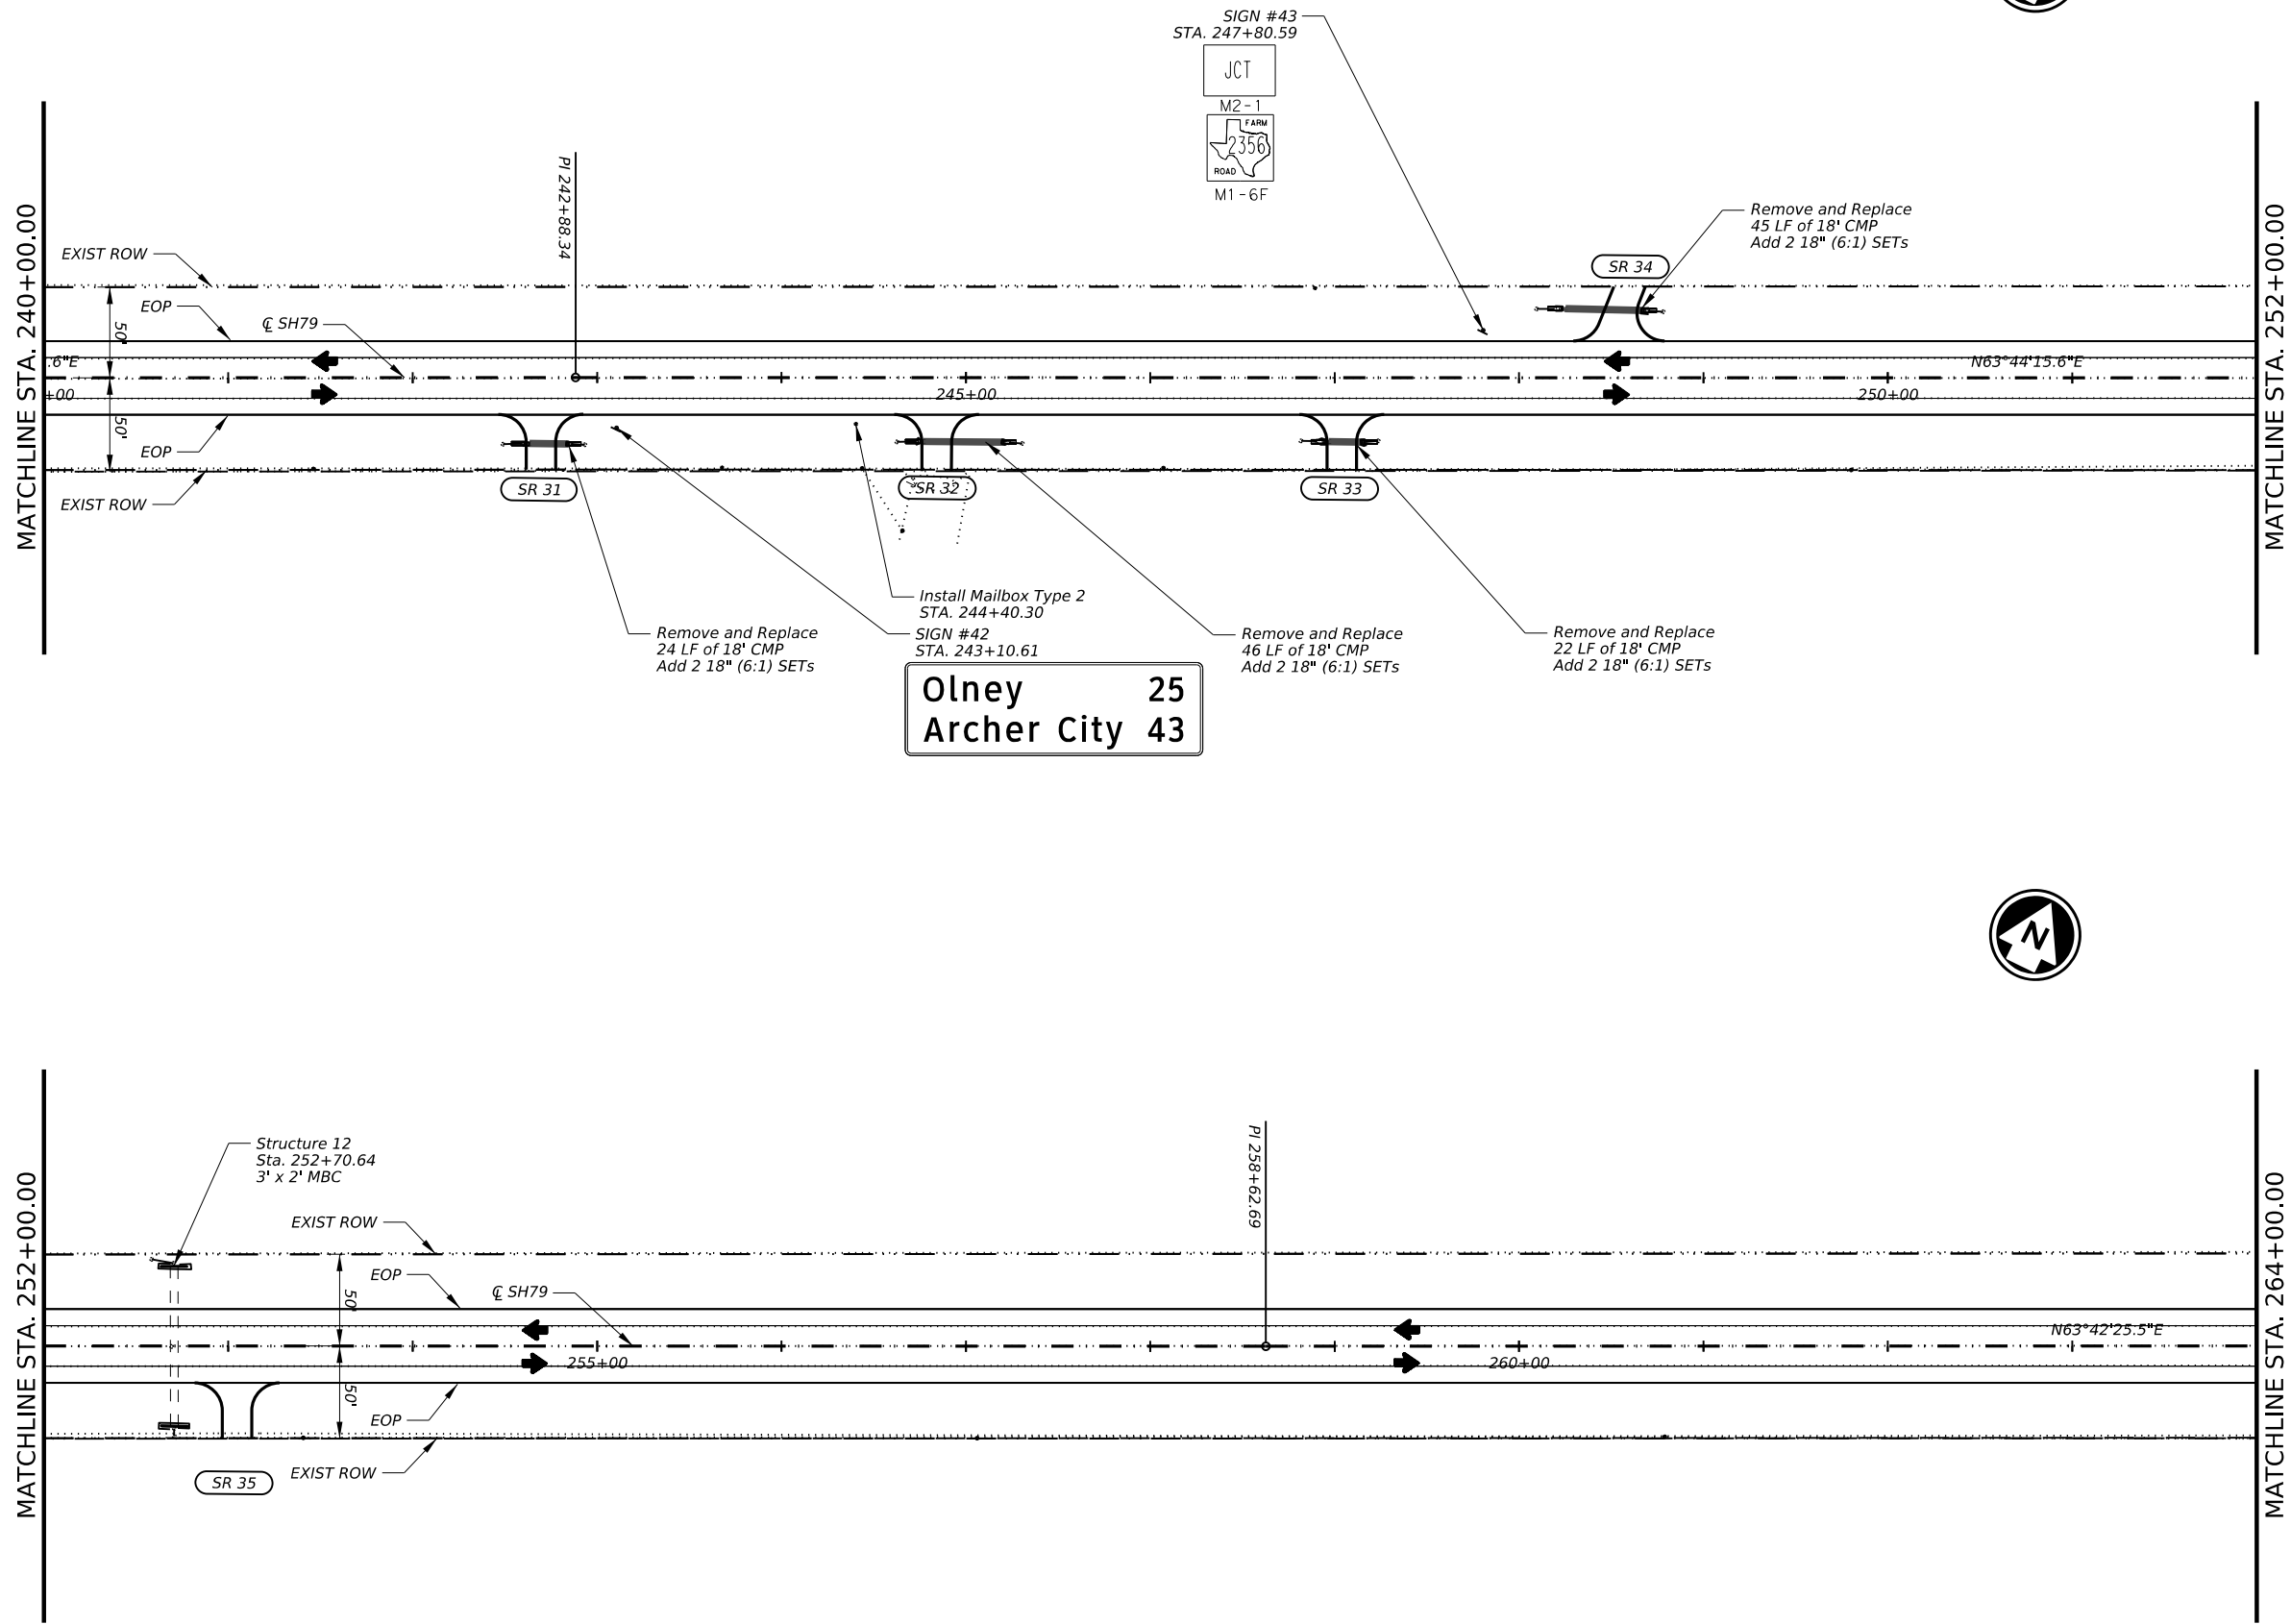 SIGN #43
STA. 247+80.59
JCT
M2-1
FARM
2356
ROAD
M1-6F
PI 242+88.34
Remove and Replace
45 LF of 18' CMP
Add 2 18" (6:1) SETs
SR 34
MATCHLINE STA. 240+00.00
MATCHLINE STA. 252+00.00
EXIST ROW
EOP
℄ SH79
50'
.6"E
N63°44'15.6"E
+00
245+00
250+00
50'
EOP
EXIST ROW
SR 31
SR 32
SR 33
Install Mailbox Type 2
STA. 244+40.30
Remove and Replace
24 LF of 18' CMP
Add 2 18" (6:1) SETs
SIGN #42
STA. 243+10.61
Remove and Replace
46 LF of 18' CMP
Add 2 18" (6:1) SETs
Remove and Replace
22 LF of 18' CMP
Add 2 18" (6:1) SETs
Olney 25
Archer City 43
N
Structure 12
Sta. 252+70.64
3' x 2' MBC
PI 258+62.69
MATCHLINE STA. 252+00.00
MATCHLINE STA. 264+00.00
EXIST ROW
EOP
℄ SH79
50'
N63°42'25.5"E
255+00
260+00
50'
EOP
EXIST ROW
SR 35